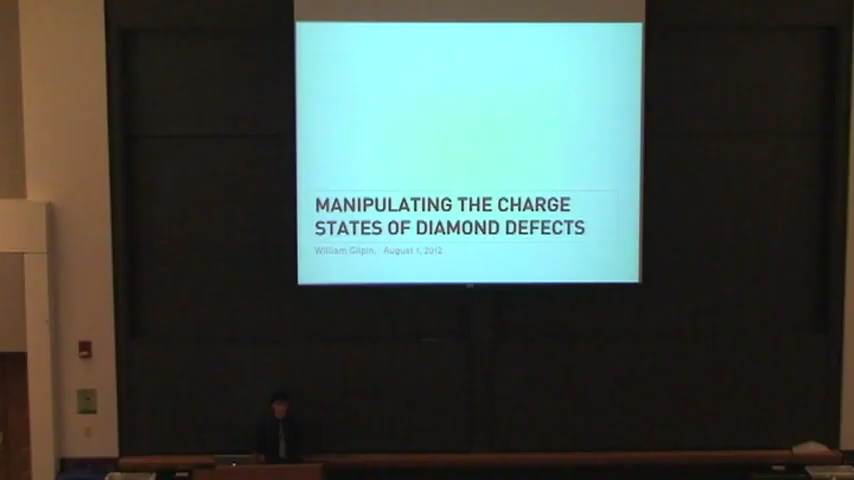 MANIPULATING THE CHARGE
STATES OF DIAMOND DEFECTS
William Gilpin, August 1, 2012